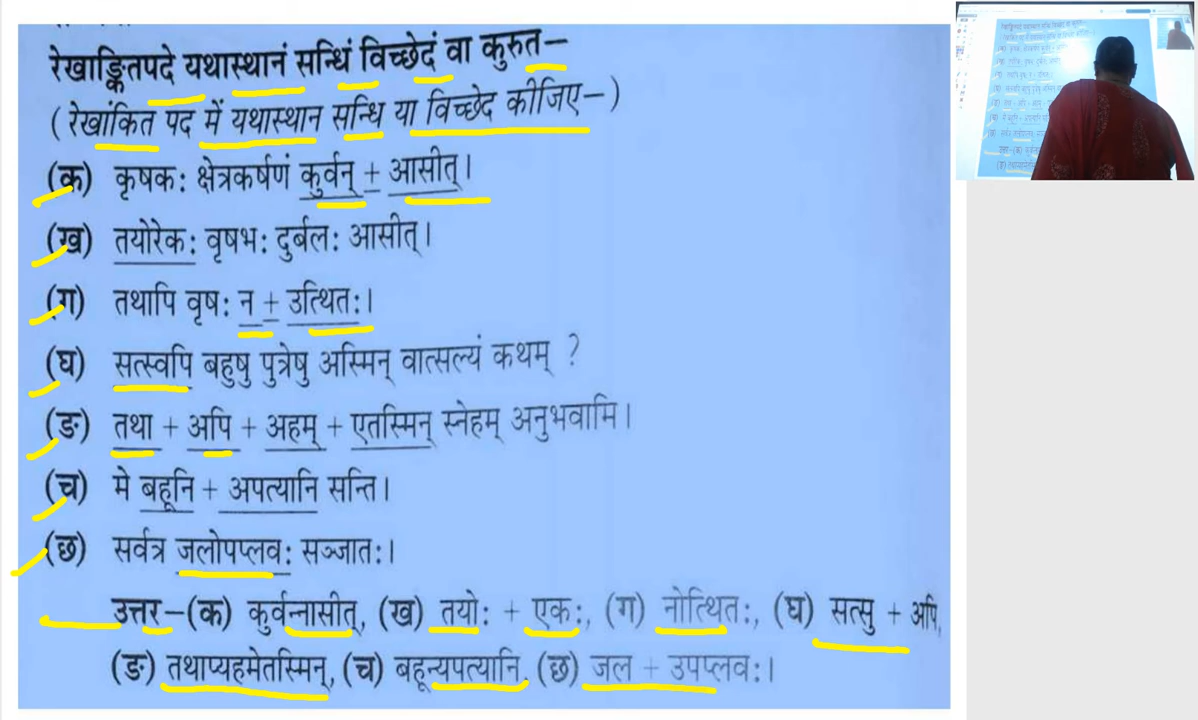 रेखाङ्कितपदे यथास्थानं सन्धिं विच्छेदं वा कुरुत–
(रेखांकित पद में यथास्थान सन्धि या विच्छेद कीजिए–)
(क) कृषकः क्षेत्रकर्षणं कुर्वन् + आसीत्।
(ख) तयोरेकः वृषभः दुर्बलः आसीत्।
(ग) तथापि वृषः न + उत्थितः।
(घ) सत्स्वपि बहुषु पुत्रेषु अस्मिन् वात्सल्यं कथम् ?
(ङ) तथा + अपि + अहम् + एतस्मिन् स्नेहम् अनुभवामि।
(च) मे बहूनि + अपत्यानि सन्ति।
(छ) सर्वत्र जलोपप्लवः सञ्जातः।
उत्तर–(क) कुर्वन्नासीत्, (ख) तयोः + एकः, (ग) नोत्थितः, (घ) सत्सु + अपि,
(ङ) तथाप्यहमेतस्मिन्, (च) बहून्यपत्यानि, (छ) जल + उपप्लवः।